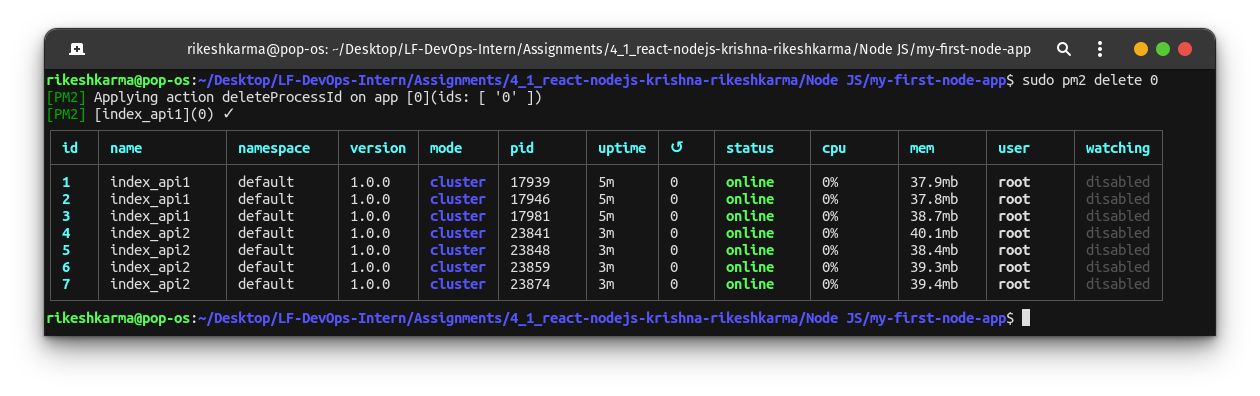 rikeshkarma@pop-os: ~/Desktop/LF-DevOps-Intern/Assignments/4_1_react-nodejs-krishna-rikeshkarma/Node JS/my-first-node-app
rikeshkarma@pop-os:~/Desktop/LF-DevOps-Intern/Assignments/4_1_react-nodejs-krishna-rikeshkarma/Node JS/my-first-node-app$ sudo pm2 delete 0
[PM2] Applying action deleteProcessId on app [0](ids: [ '0' ])
[PM2] [index_api1](0) ✓
id name namespace version mode pid uptime ↺ status cpu mem user watching
1 index_api1 default 1.0.0 cluster 17939 5m 0 online 0% 37.9mb root disabled
2 index_api1 default 1.0.0 cluster 17946 5m 0 online 0% 37.8mb root disabled
3 index_api1 default 1.0.0 cluster 17981 5m 0 online 0% 38.7mb root disabled
4 index_api2 default 1.0.0 cluster 23841 3m 0 online 0% 40.1mb root disabled
5 index_api2 default 1.0.0 cluster 23848 3m 0 online 0% 38.4mb root disabled
6 index_api2 default 1.0.0 cluster 23859 3m 0 online 0% 39.3mb root disabled
7 index_api2 default 1.0.0 cluster 23874 3m 0 online 0% 39.4mb root disabled
rikeshkarma@pop-os:~/Desktop/LF-DevOps-Intern/Assignments/4_1_react-nodejs-krishna-rikeshkarma/Node JS/my-first-node-app$